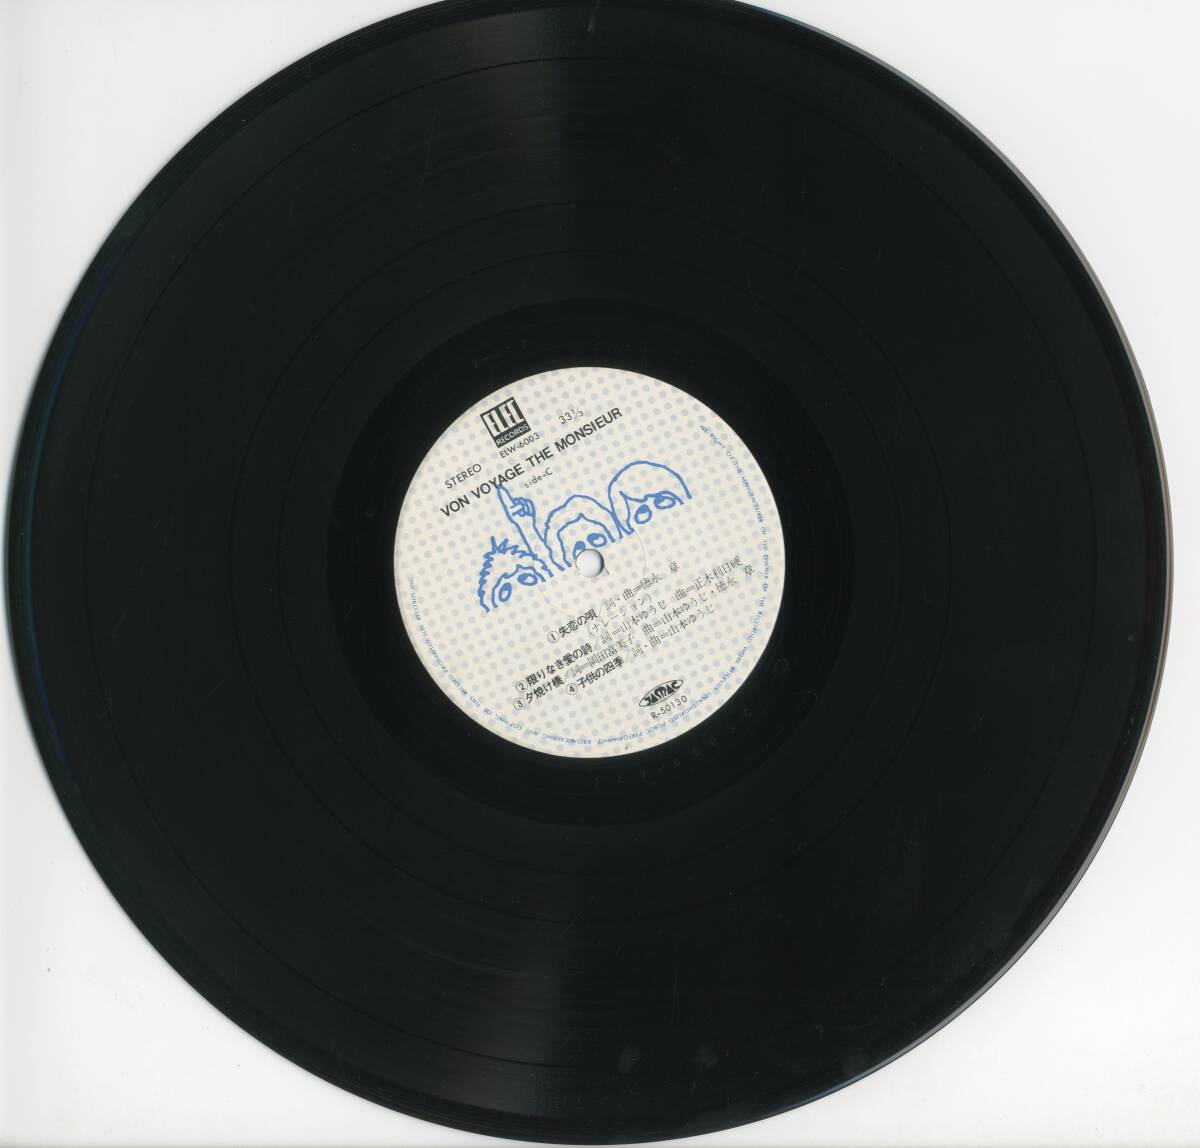 ELEC
RECORDS
ELW-6003
33⅓
STEREO
VON VOYAGE THE MONSIEUR
side-C
①失恋の唄/詞・曲=徳永 章
(ナレーション)
②限りなき愛の詩/詞=山本ゆうじ 曲=正木利日硬
③夕焼け橋/詞=岡田富美子 曲=山本ゆうじ・徳永 章
④子供の四季/詞・曲=山本ゆうじ
JASRAC
R-50130